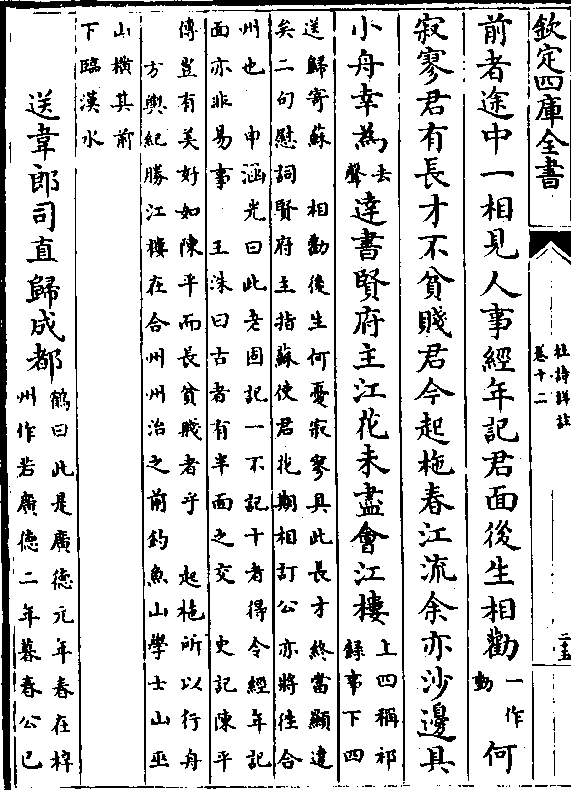 欽定四庫全書
杜詩詳註
卷十二
前者途中一相見人事經年記君面後生相勸一作動何
寂寥君有長才不貧賤君今起柂春江流余亦沙邊具
小舟幸為去聲達書賢府主江花未盡會江樓上四稱祁錄事下四
送歸寄蘇　相勸後生何憂寂寥具此長才終當顯達
矣二句慰詞賢府主指蘇使君花期相訂公亦將往合
州也　申涵光曰此老固記一不記十者得令經年記
面亦非易事　王洙曰古者有半面之交　史記陳平
傳豈有美好如陳平而長貧賤者乎　起柂所以行舟
方輿紀勝江樓在合州州治之前釣魚山學士山巫
山橫其前
下臨漢水
送韋郎司直歸成都鶴曰此是廣德元年春在梓州作若廣德二年暮春公已